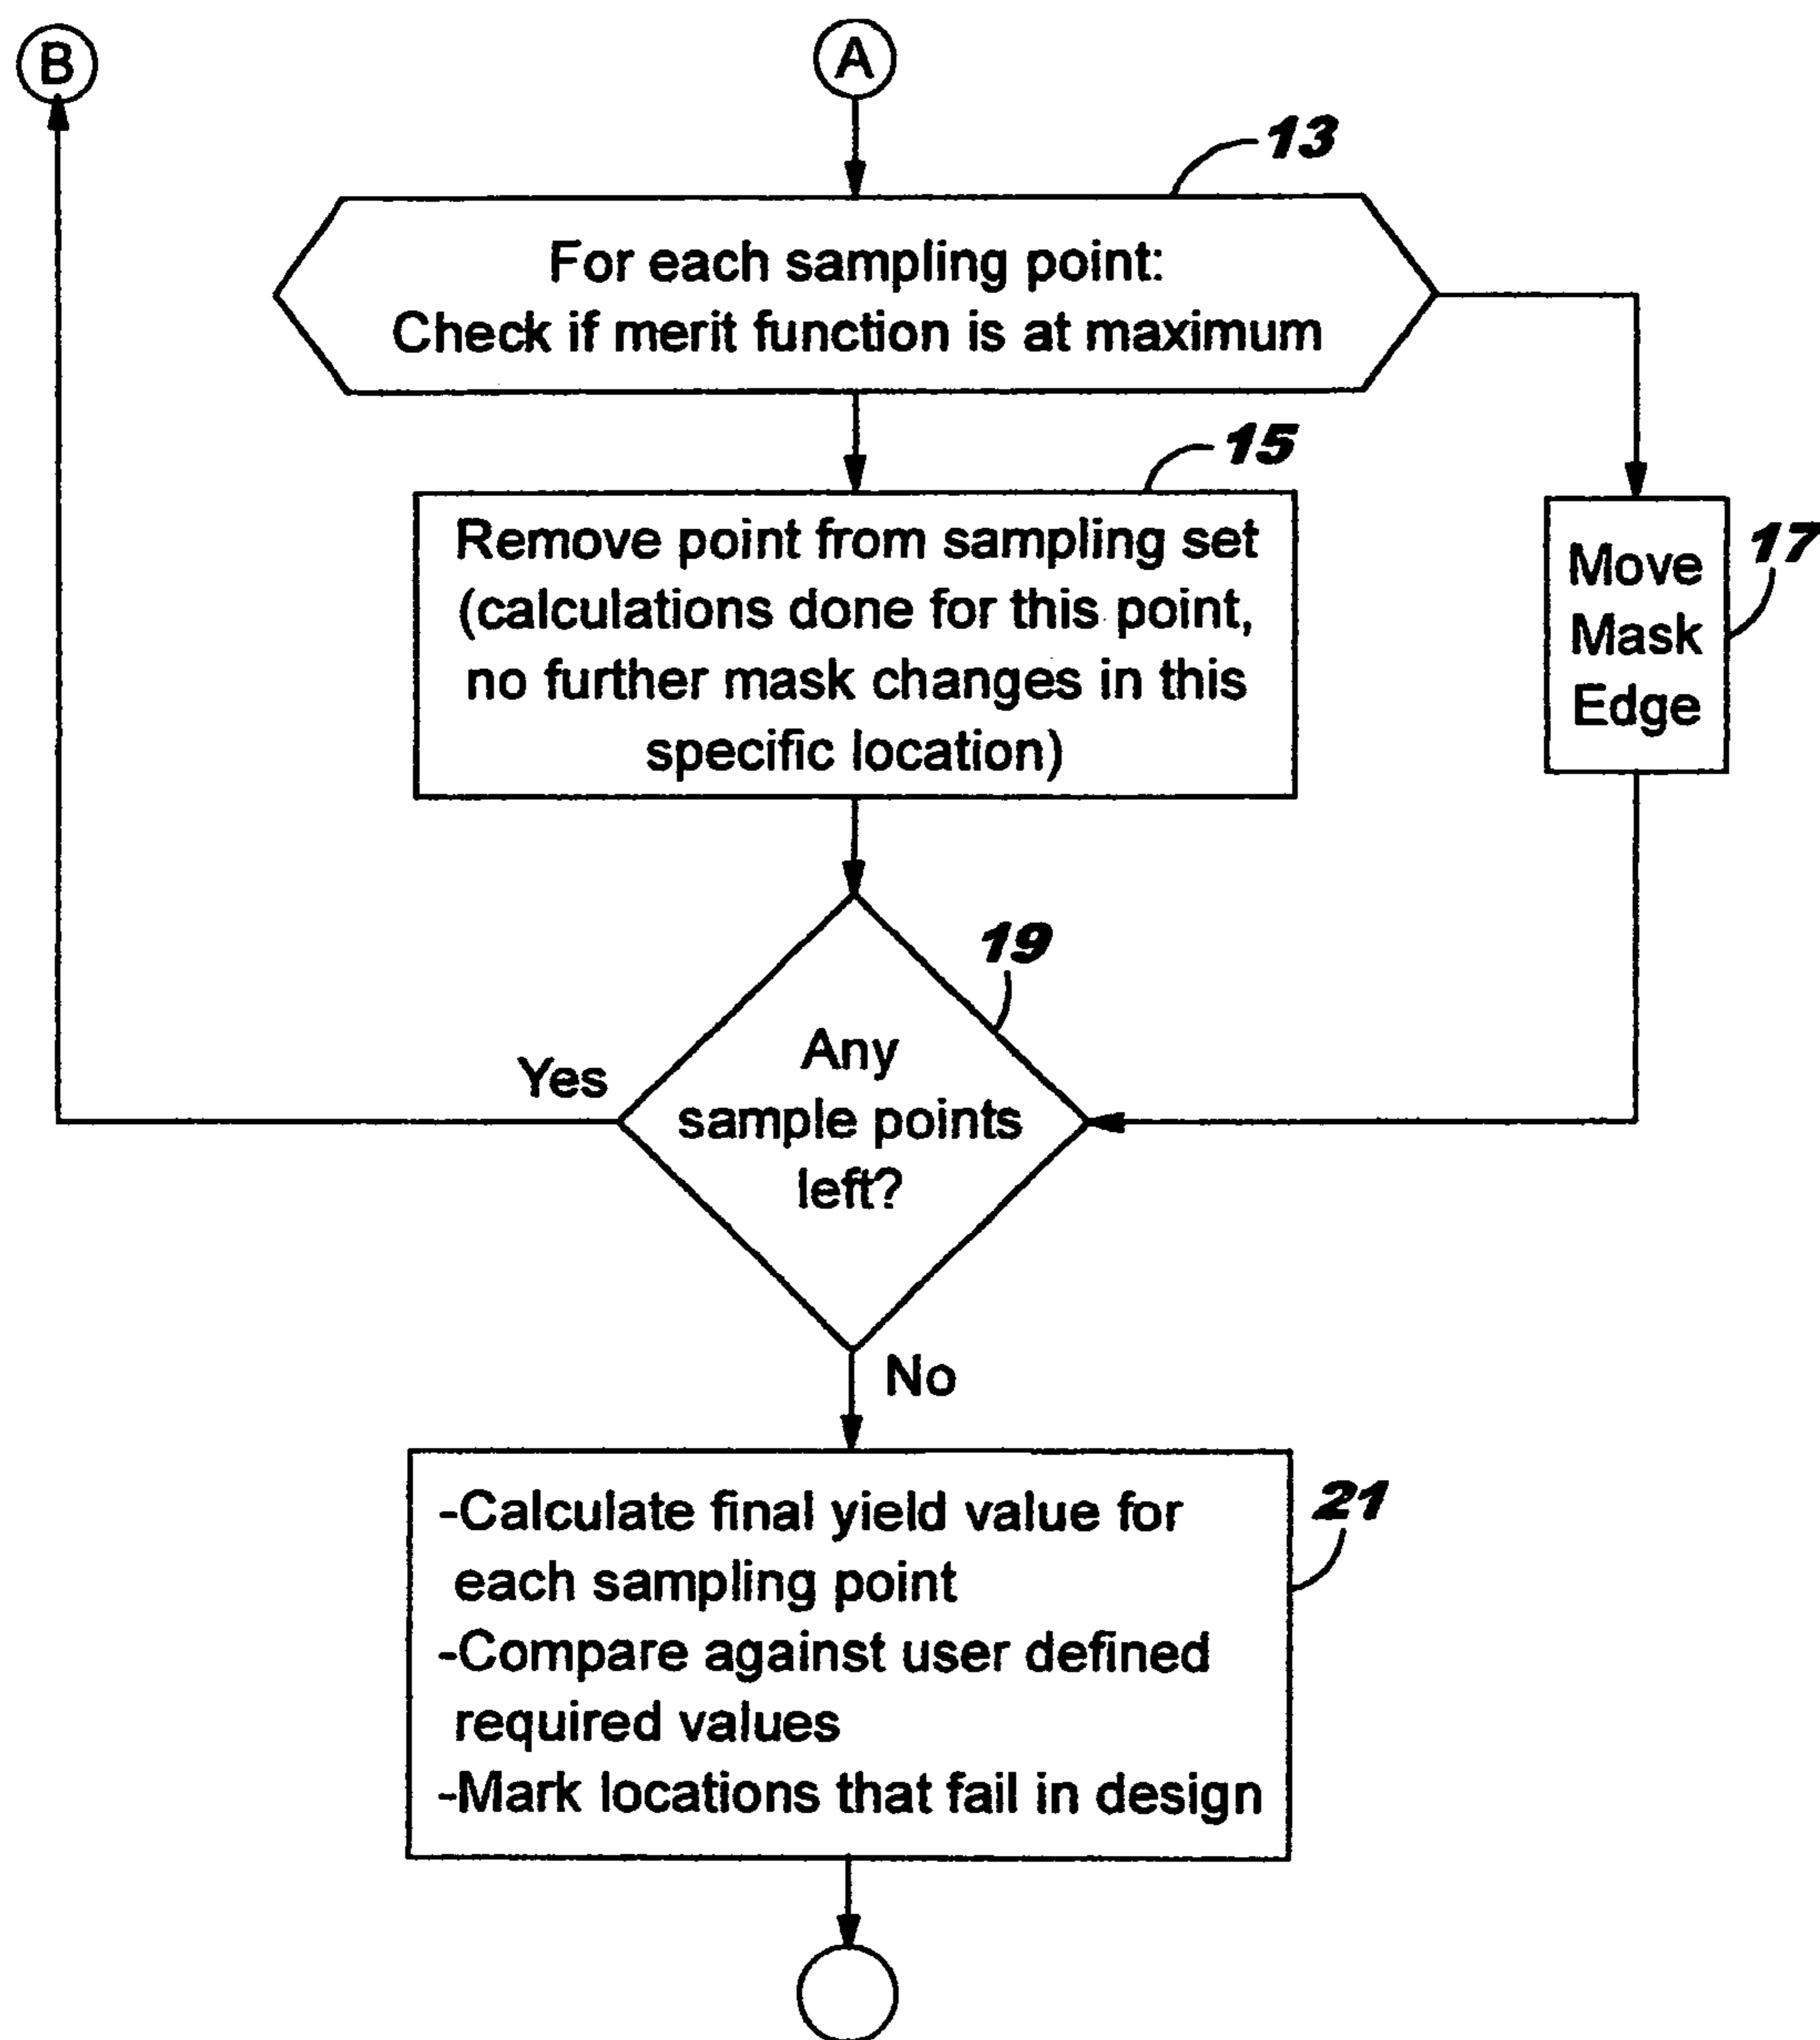 B
A
13
For each sampling point:
Check if merit function is at maximum
15
Remove point from sampling set
(calculations done for this point,
no further mask changes in this
specific location)
17
Move
Mask
Edge
19
Any
sample points
left?
Yes
No
21
-Calculate final yield value for
each sampling point
-Compare against user defined
required values
-Mark locations that fail in design